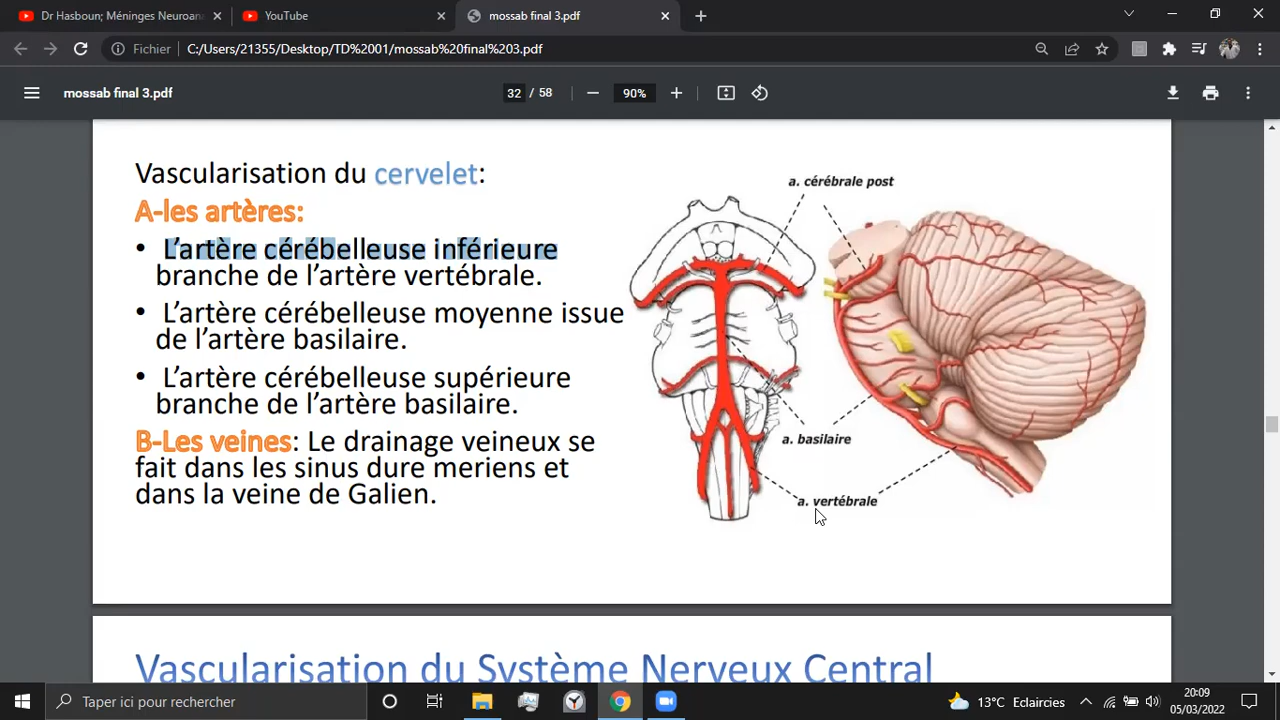 Dr Hasboun; Méninges Neuroana
YouTube
mossab final 3.pdf
Fichier
C:/Users/21355/Desktop/TD%2001/mossab%20final%203.pdf
mossab final 3.pdf
32 / 58
90%
Vascularisation du cervelet:
A-les artères:
• L'artère cérébelleuse inférieure
branche de l'artère vertébrale.
• L'artère cérébelleuse moyenne issue
de l'artère basilaire.
• L'artère cérébelleuse supérieure
branche de l'artère basilaire.
B-Les veines: Le drainage veineux se
fait dans les sinus dure meriens et
dans la veine de Galien.
a. cérébrale post
a. basilaire
a. vertébrale
Vascularisation du Système Nerveux Central
Taper ici pour rechercher
13°C Eclaircies
20:09
05/03/2022